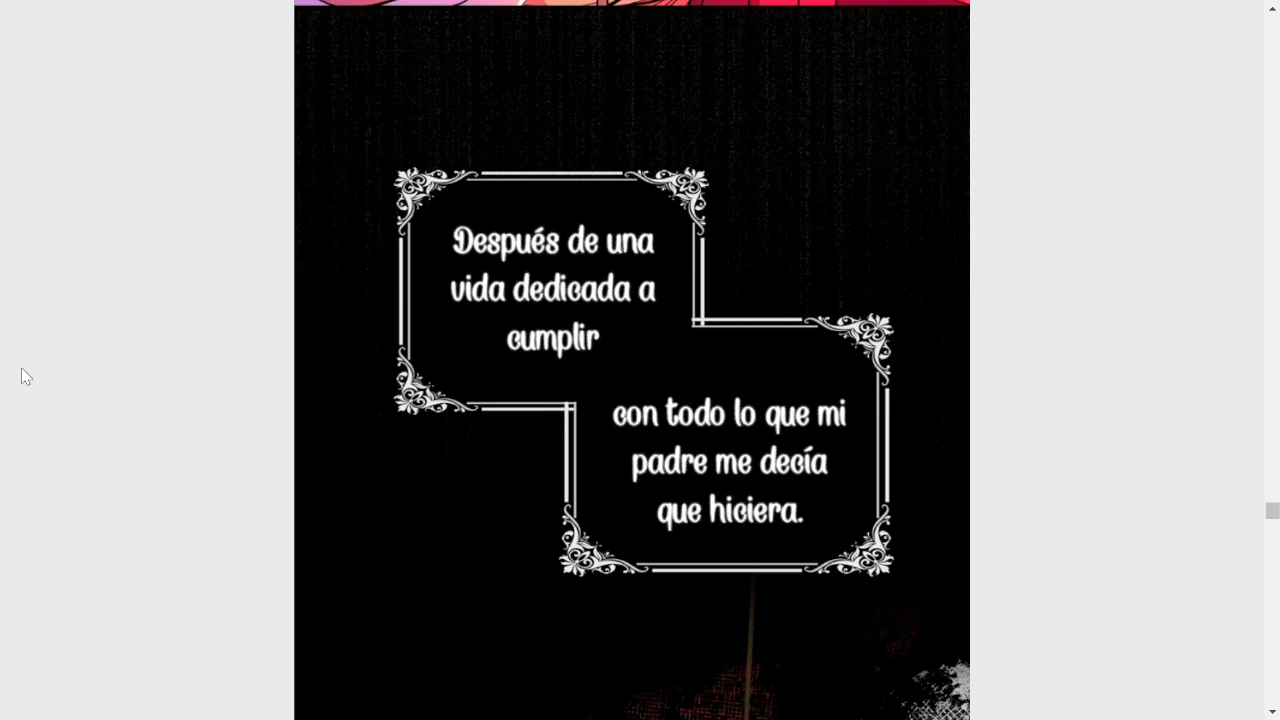 Después de una
vida dedicada a
cumplir
con todo lo que mi
padre me decía
que hiciera.